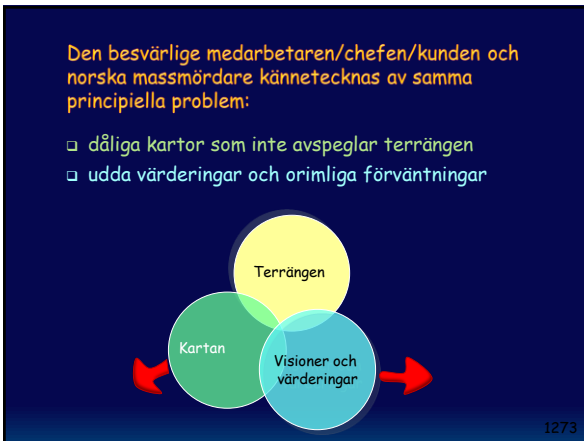 Den besvärlige medarbetaren/chefen/kunden och
norska massmördare kännetecknas av samma
principiella problem:
dåliga kartor som inte avspeglar terrängen
udda värderingar och orimliga förväntningar
Terrängen
Kartan
Visioner och
värderingar
1273